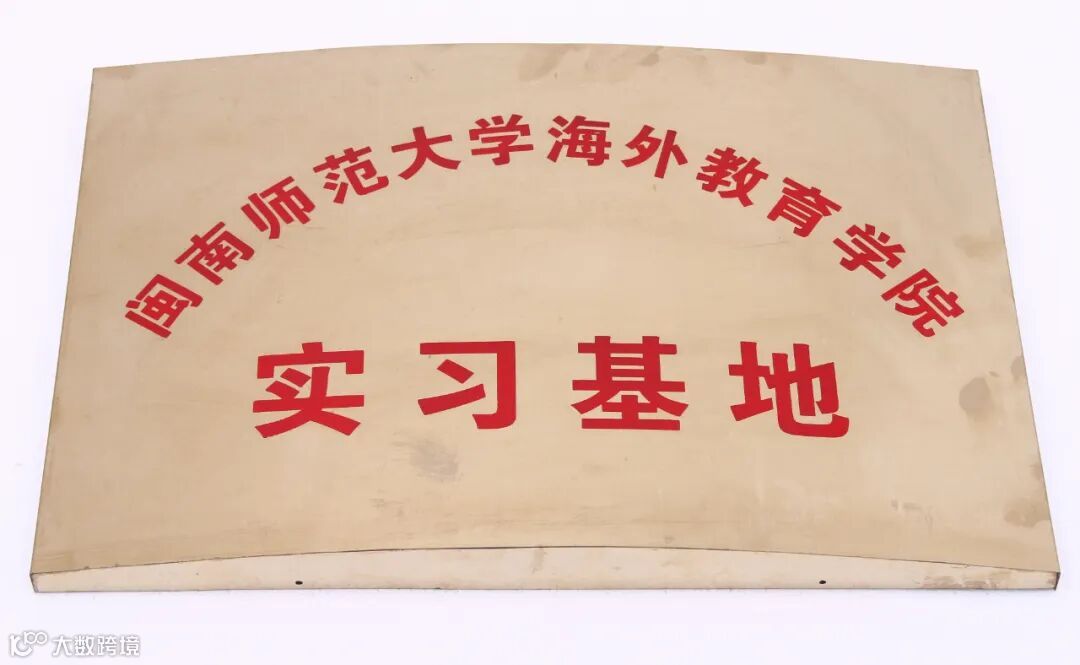 闽南师范大学海外教育学院
实习基地
大数跨境